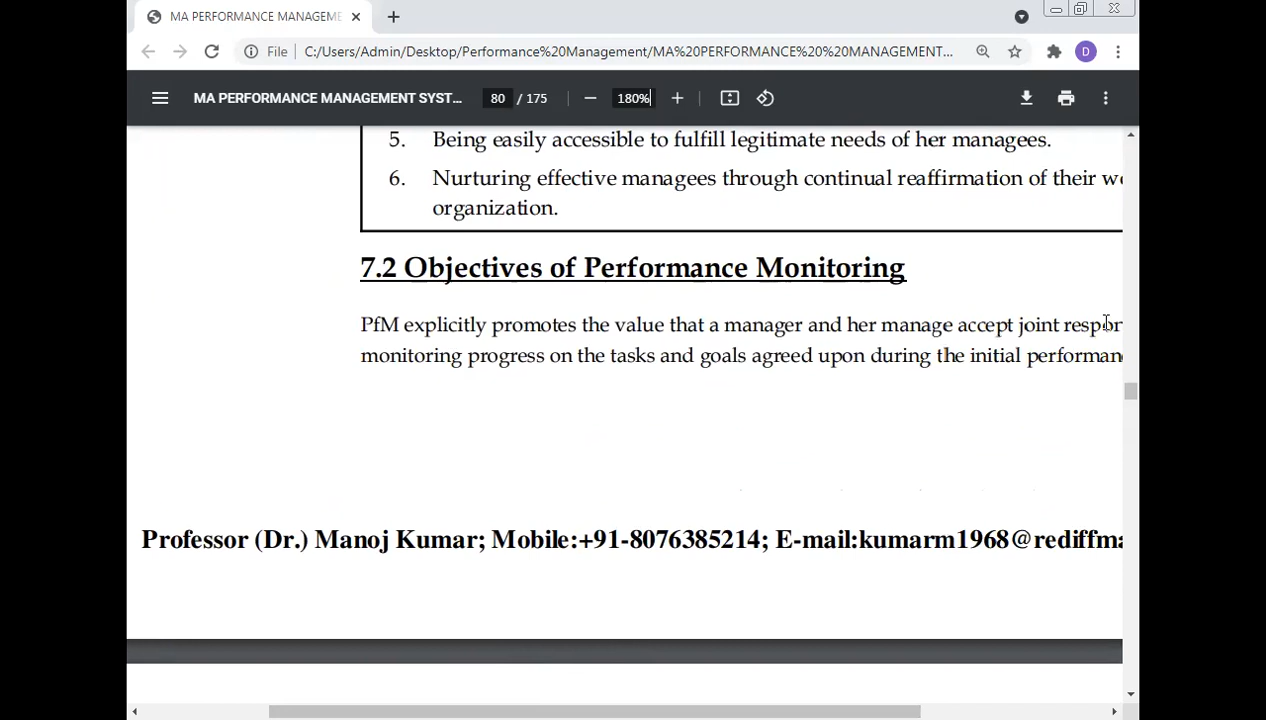 MA PERFORMANCE MANAGEME
File
C:/Users/Admin/Desktop/Performance%20Management/MA%20PERFORMANCE%20%20MANAGEMENT...
D
MA PERFORMANCE MANAGEMENT SYST...
80 / 175
180%
5. Being easily accessible to fulfill legitimate needs of her managees.
6. Nurturing effective managees through continual reaffirmation of their wo
organization.
7.2 Objectives of Performance Monitoring
PfM explicitly promotes the value that a manager and her manage accept joint respon
monitoring progress on the tasks and goals agreed upon during the initial performan
Professor (Dr.) Manoj Kumar; Mobile:+91-8076385214; E-mail:kumarm1968@rediffma